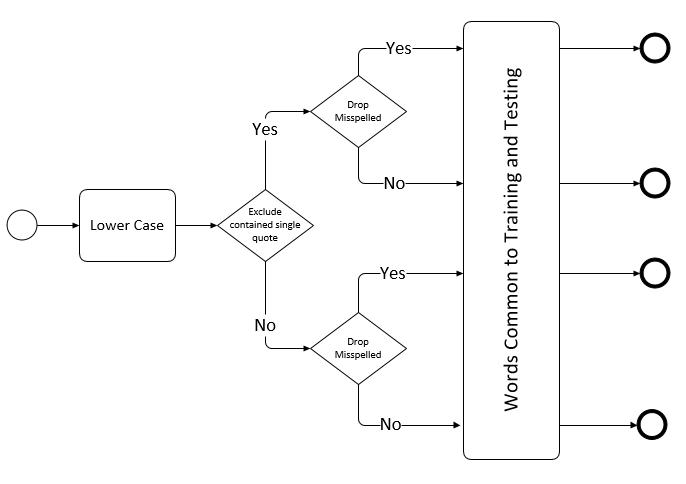 Yes
Drop
Misspelled
Yes
No
Lower Case
Exclude
contained single
quote
Words Common to Training and Testing
Yes
No
Drop
Misspelled
No